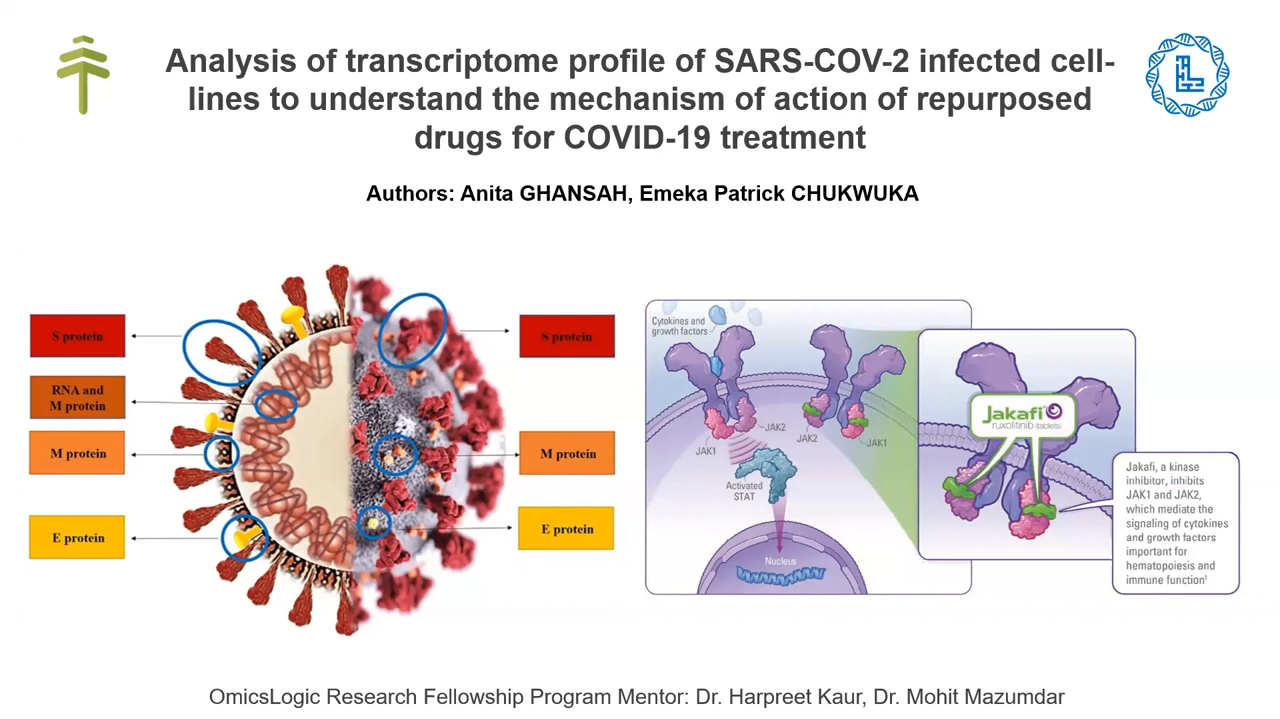 Analysis of transcriptome profile of SARS-COV-2 infected cell-
lines to understand the mechanism of action of repurposed
drugs for COVID-19 treatment
Authors: Anita GHANSAH, Emeka Patrick CHUKWUKA
S protein
RNA and
M protein
M protein
E protein
S protein
M protein
E protein
Cytokines and
growth factors
JAK2
JAK1
Activated
STAT
Nucleus
JAK2
JAK1
Jakafi
ruxolitinib (tablets)
Jakafi, a kinase
inhibitor, inhibits
JAK1 and JAK2,
which mediate the
signaling of cytokines
and growth factors
important for
hematopoiesis and
immune function¹
OmicsLogic Research Fellowship Program Mentor: Dr. Harpreet Kaur, Dr. Mohit Mazumdar